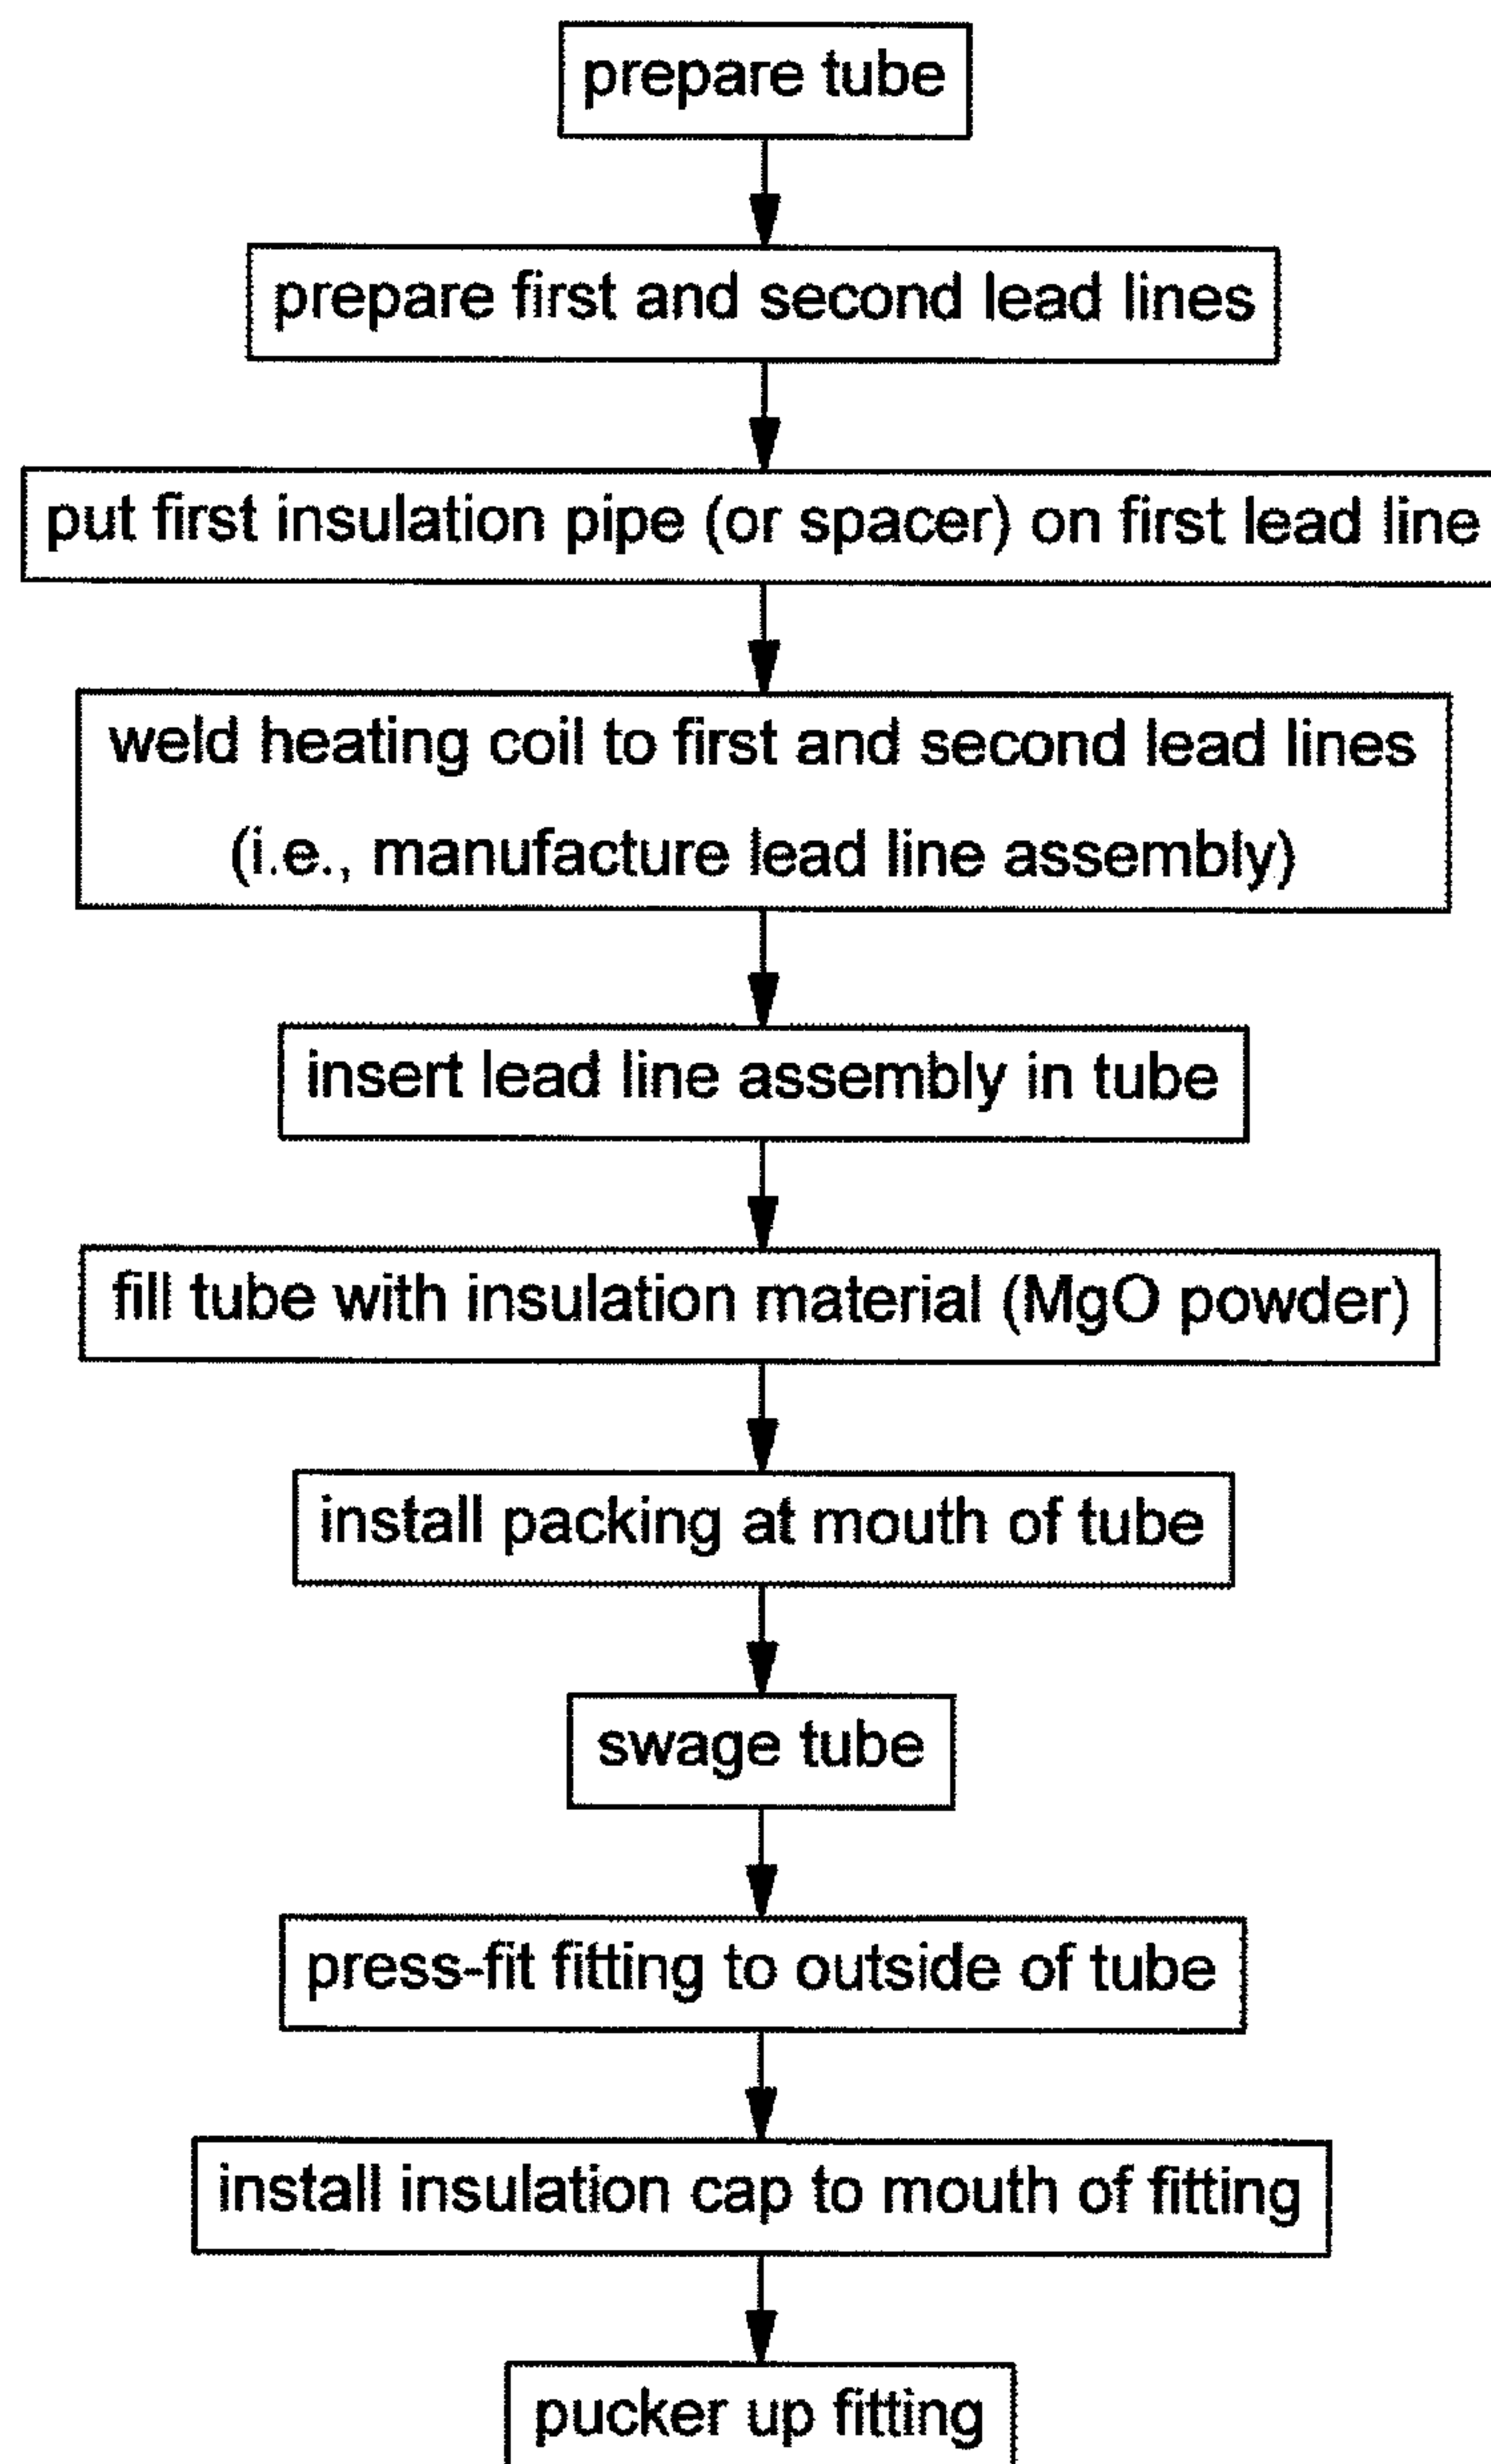 prepare tube
prepare first and second lead lines
put first insulation pipe (or spacer) on first lead line
weld heating coil to first and second lead lines
(i.e., manufacture lead line assembly)
insert lead line assembly in tube
fill tube with insulation material (MgO powder)
install packing at mouth of tube
swage tube
press-fit fitting to outside of tube
install insulation cap to mouth of fitting
pucker up fitting